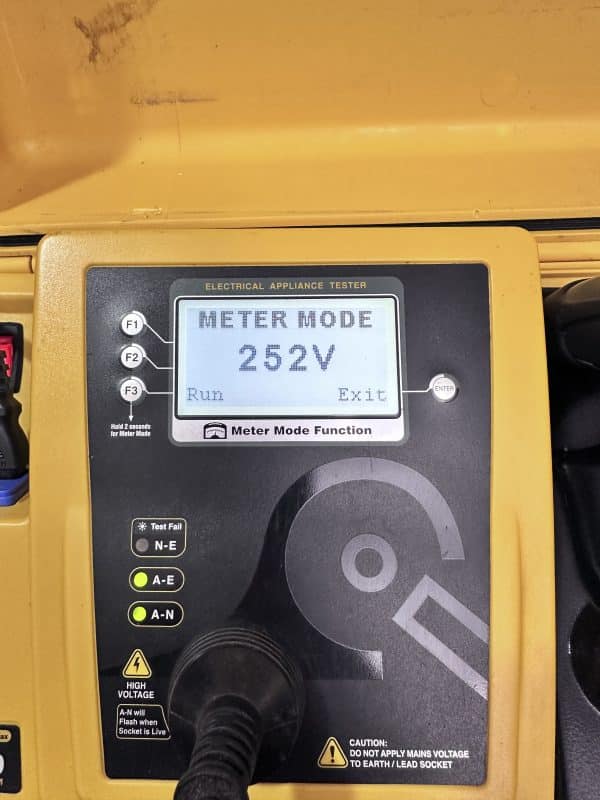 ELECTRICAL APPLIANCE TESTER
METER MODE
252V
Run Exit
F1
F2
F3
ENTER
Hold 2 seconds
for Meter Mode
Meter Mode Function
Test Fail
N-E
A-E
A-N
HIGH
VOLTAGE
A-N will
Flash when
Socket is Live
CAUTION:
DO NOT APPLY MAINS VOLTAGE
TO EARTH / LEAD SOCKET